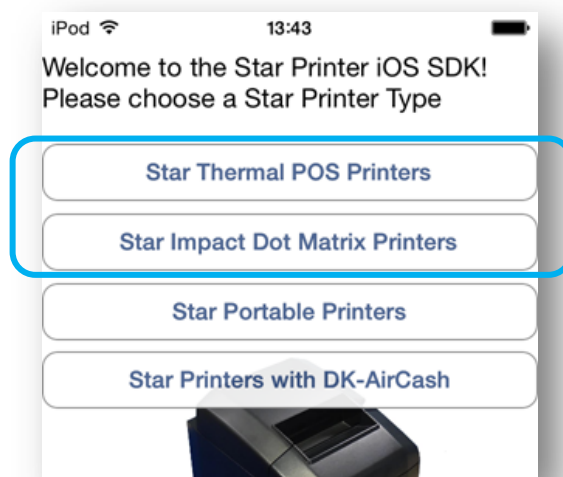 iPod 13:43
Welcome to the Star Printer iOS SDK!
Please choose a Star Printer Type
Star Thermal POS Printers
Star Impact Dot Matrix Printers
Star Portable Printers
Star Printers with DK-AirCash